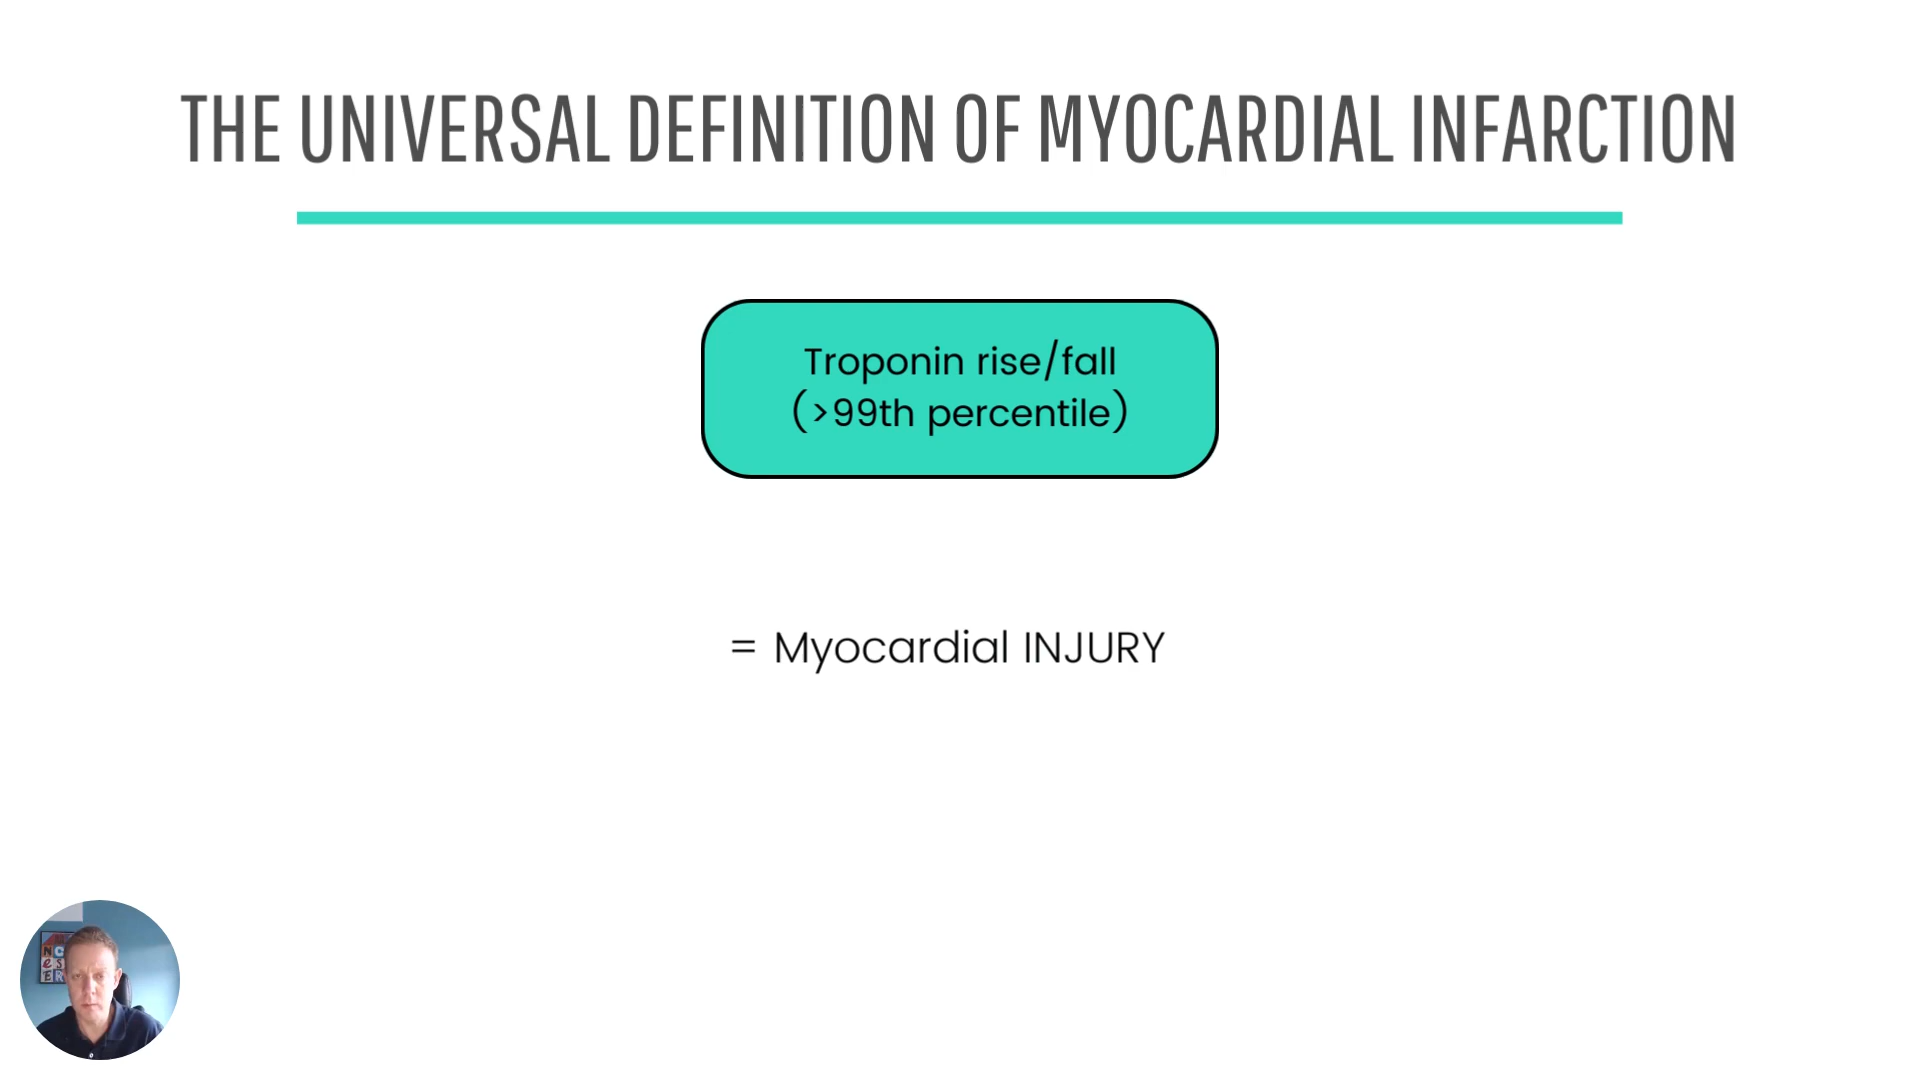 THE UNIVERSAL DEFINITION OF MYOCARDIAL INFARCTION
Troponin rise/fall
(>99th percentile)
= Myocardial INJURY